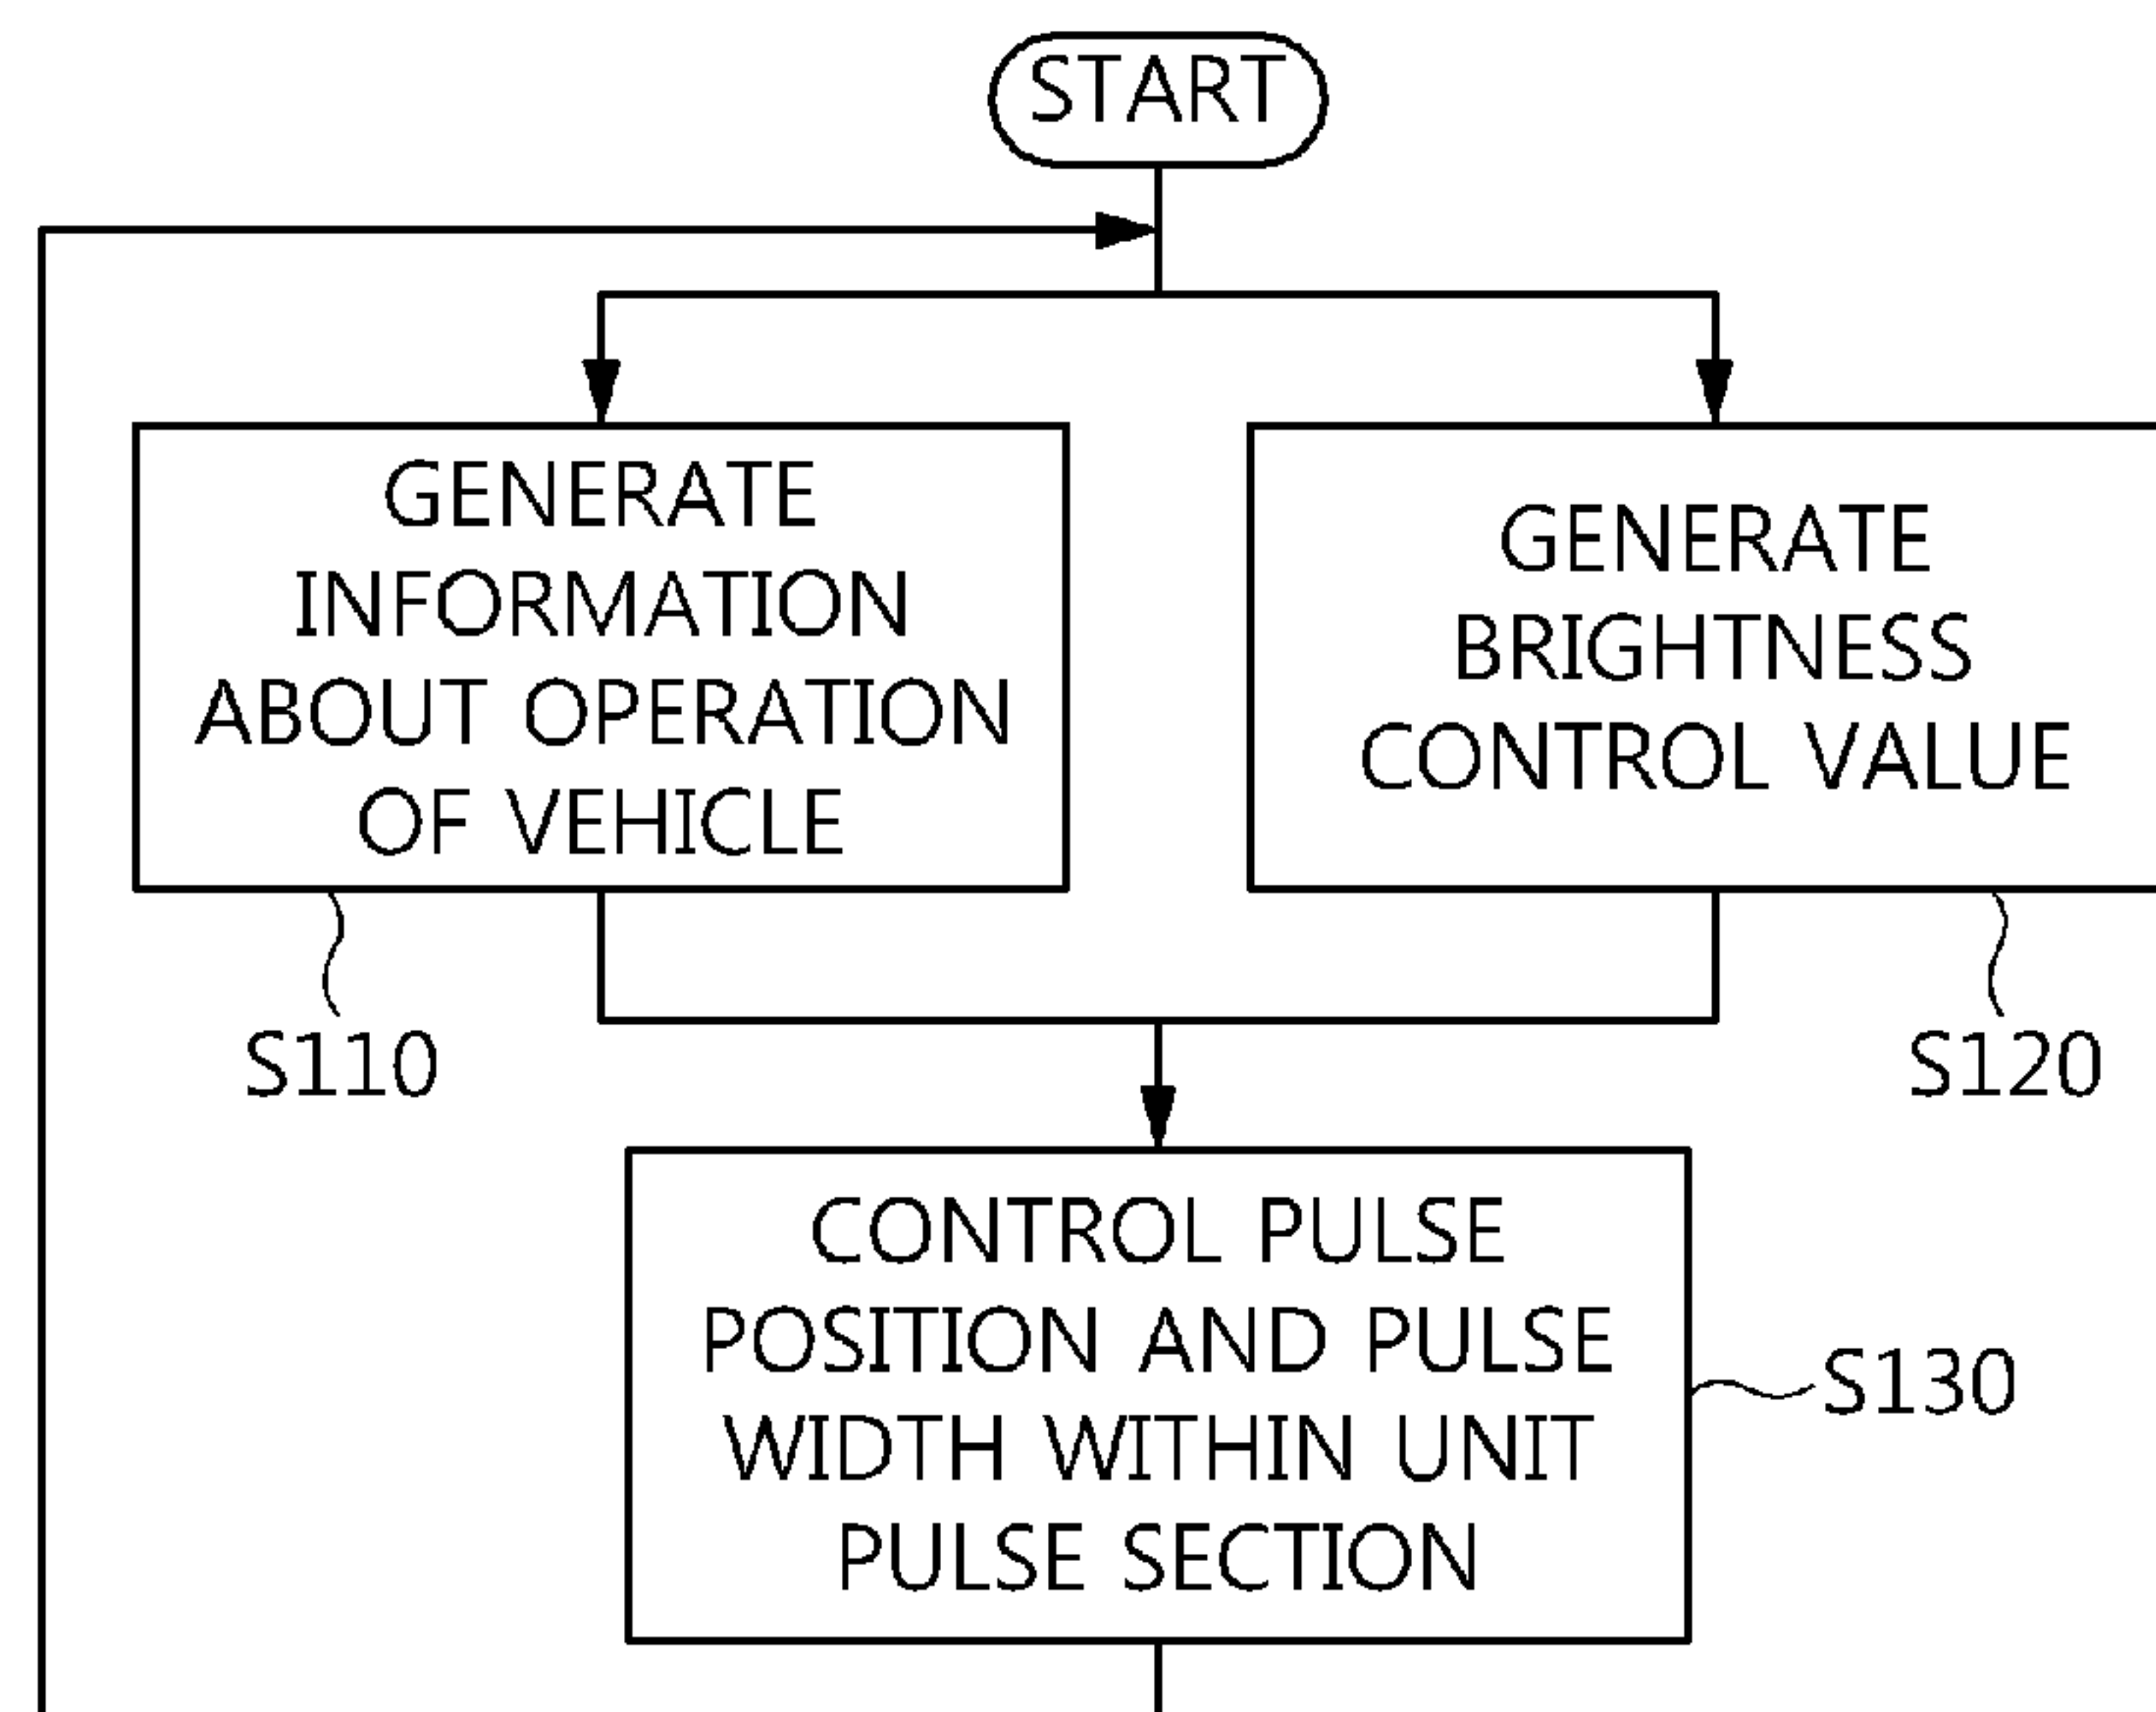 START
GENERATE
INFORMATION
ABOUT OPERATION
OF VEHICLE
S110
GENERATE
BRIGHTNESS
CONTROL VALUE
S120
CONTROL PULSE
POSITION AND PULSE
WIDTH WITHIN UNIT
PULSE SECTION
S130